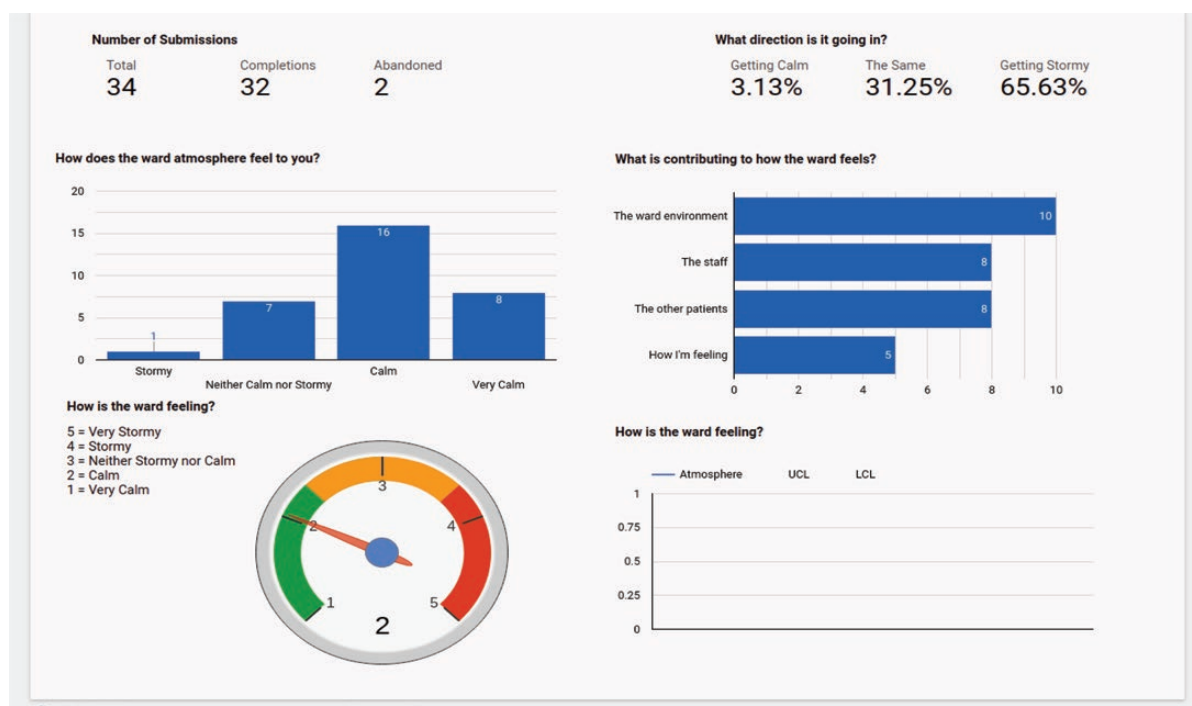 Number of Submissions
Total Completions Abandoned
34 32 2
What direction is it going in?
Getting Calm The Same Getting Stormy
3.13% 31.25% 65.63%
How does the ward atmosphere feel to you?
20
15
10
5
0
1
7
16
8
Stormy
Neither Calm nor Stormy
Calm
Very Calm
What is contributing to how the ward feels?
The ward environment 10
The staff 8
The other patients 8
How I'm feeling 5
0 2 4 6 8 10
How is the ward feeling?
5 = Very Stormy
4 = Stormy
3 = Neither Stormy nor Calm
2 = Calm
1 = Very Calm
3
2 4
1 5
2
How is the ward feeling?
Atmosphere UCL LCL
1
0.75
0.5
0.25
0